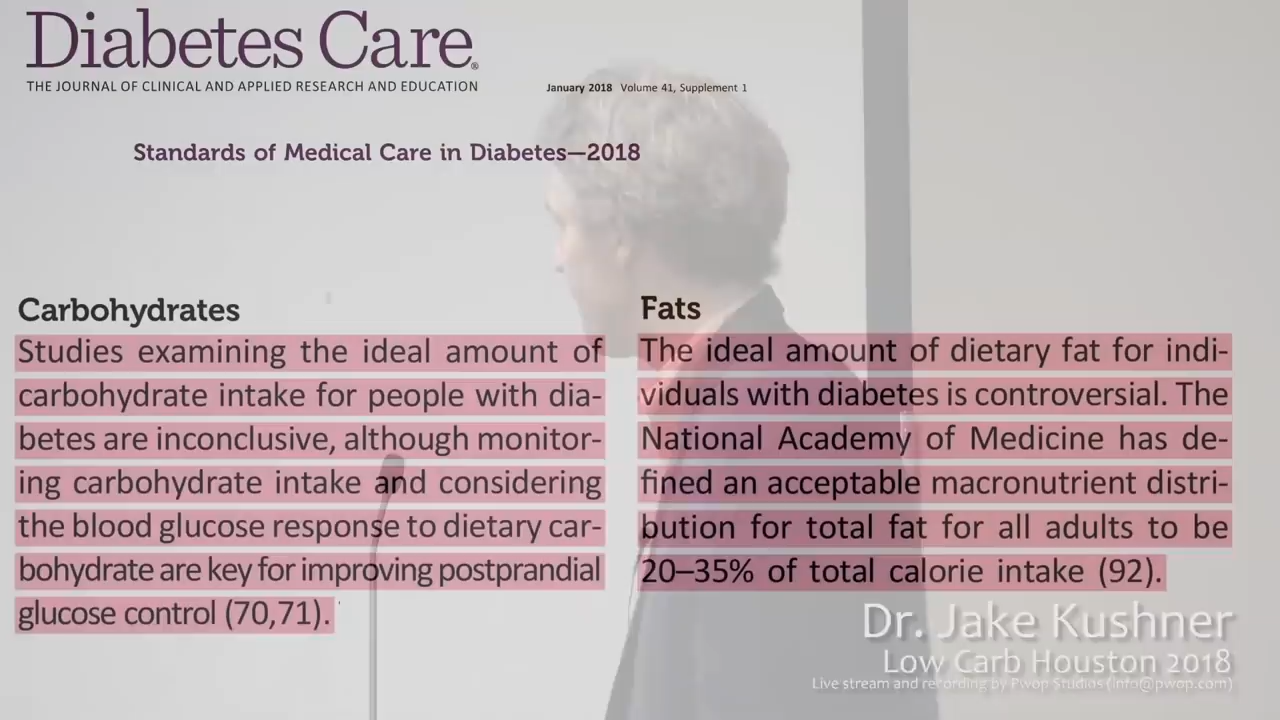 Diabetes Care®
THE JOURNAL OF CLINICAL AND APPLIED RESEARCH AND EDUCATION
January 2018 Volume 41, Supplement 1
Standards of Medical Care in Diabetes—2018
Carbohydrates
Studies examining the ideal amount of
carbohydrate intake for people with dia-
betes are inconclusive, although monitor-
ing carbohydrate intake and considering
the blood glucose response to dietary car-
bohydrate are key for improving postprandial
glucose control (70,71).
Fats
The ideal amount of dietary fat for indi-
viduals with diabetes is controversial. The
National Academy of Medicine has de-
fined an acceptable macronutrient distri-
bution for total fat for all adults to be
20–35% of total calorie intake (92).
Dr. Jake Kushner
Low Carb Houston 2018
Live stream and recording by Pwop Studios (info@pwop.com)